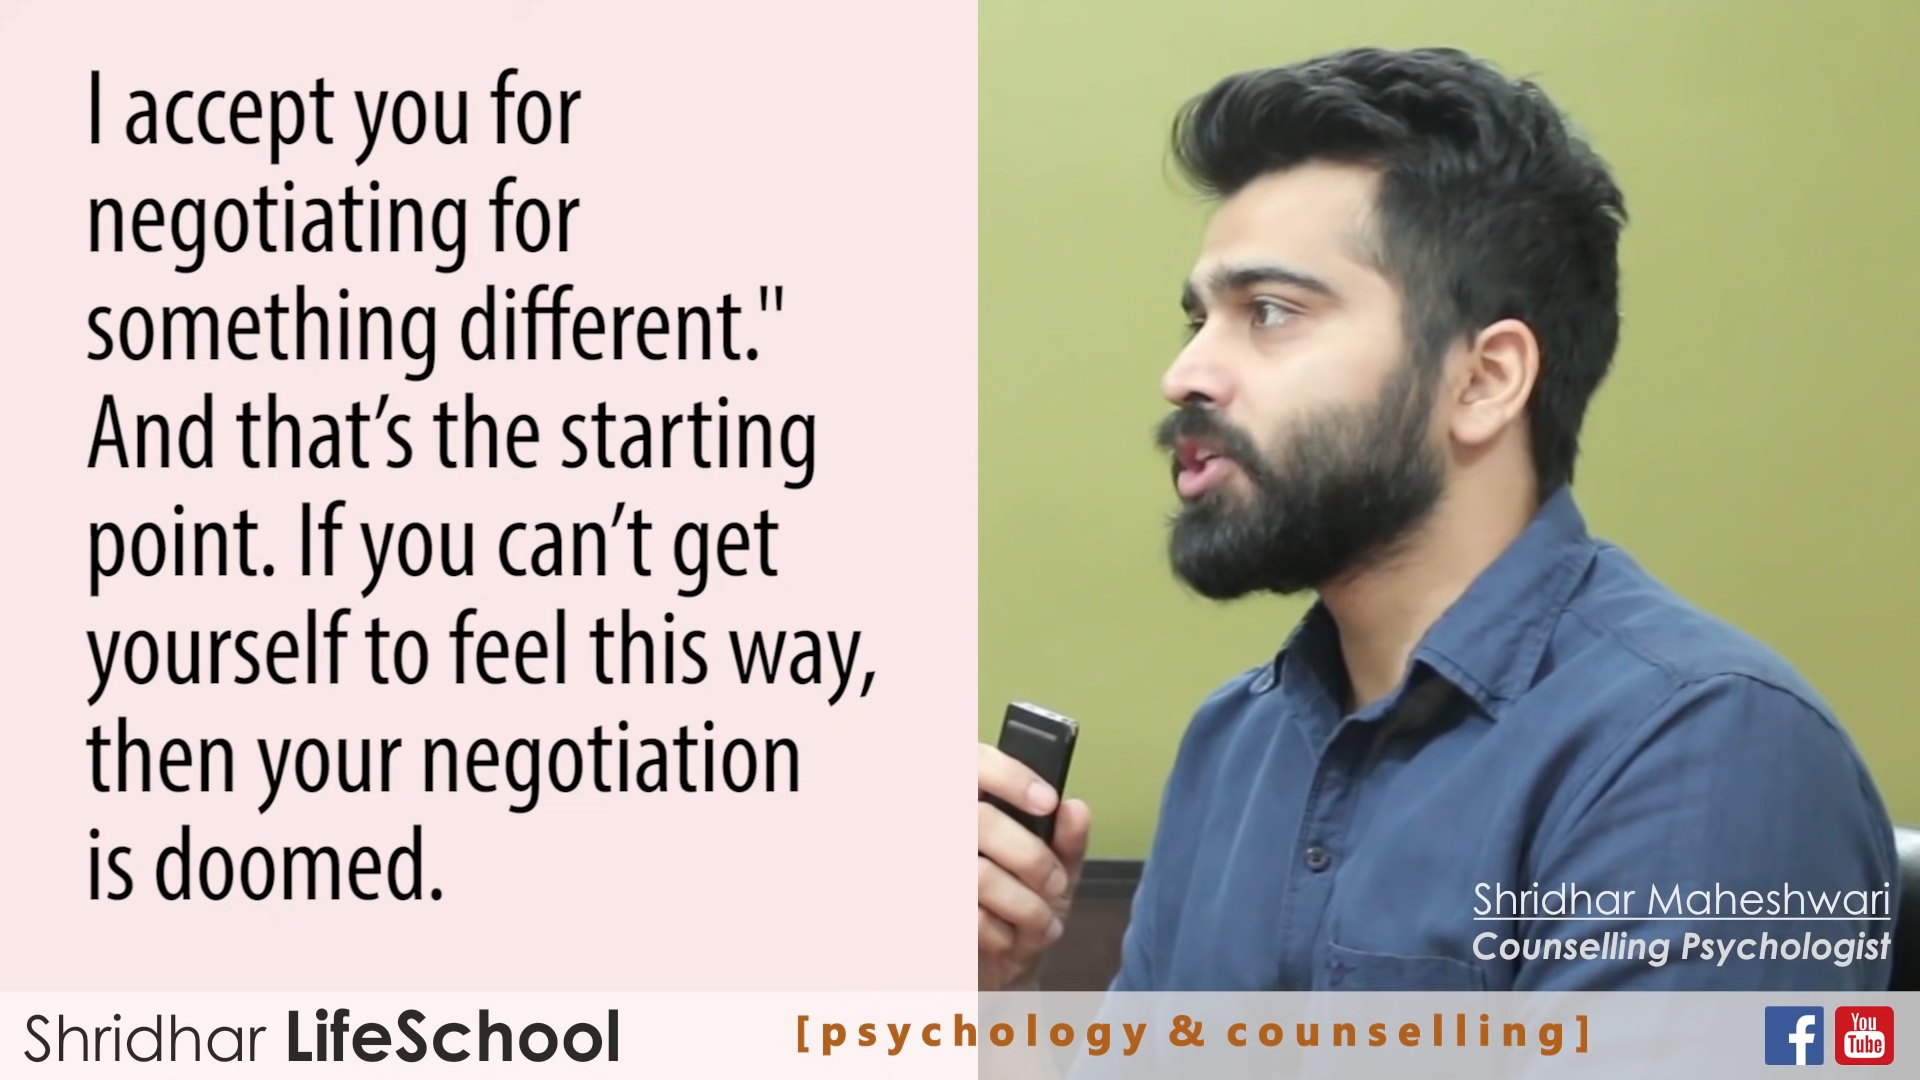 I accept you for
negotiating for
something different."
And that’s the starting
point. If you can’t get
yourself to feel this way,
then your negotiation
is doomed.
Shridhar Maheshwari
Counselling Psychologist
Shridhar LifeSchool
[psychology & counselling]
f
You
Tube